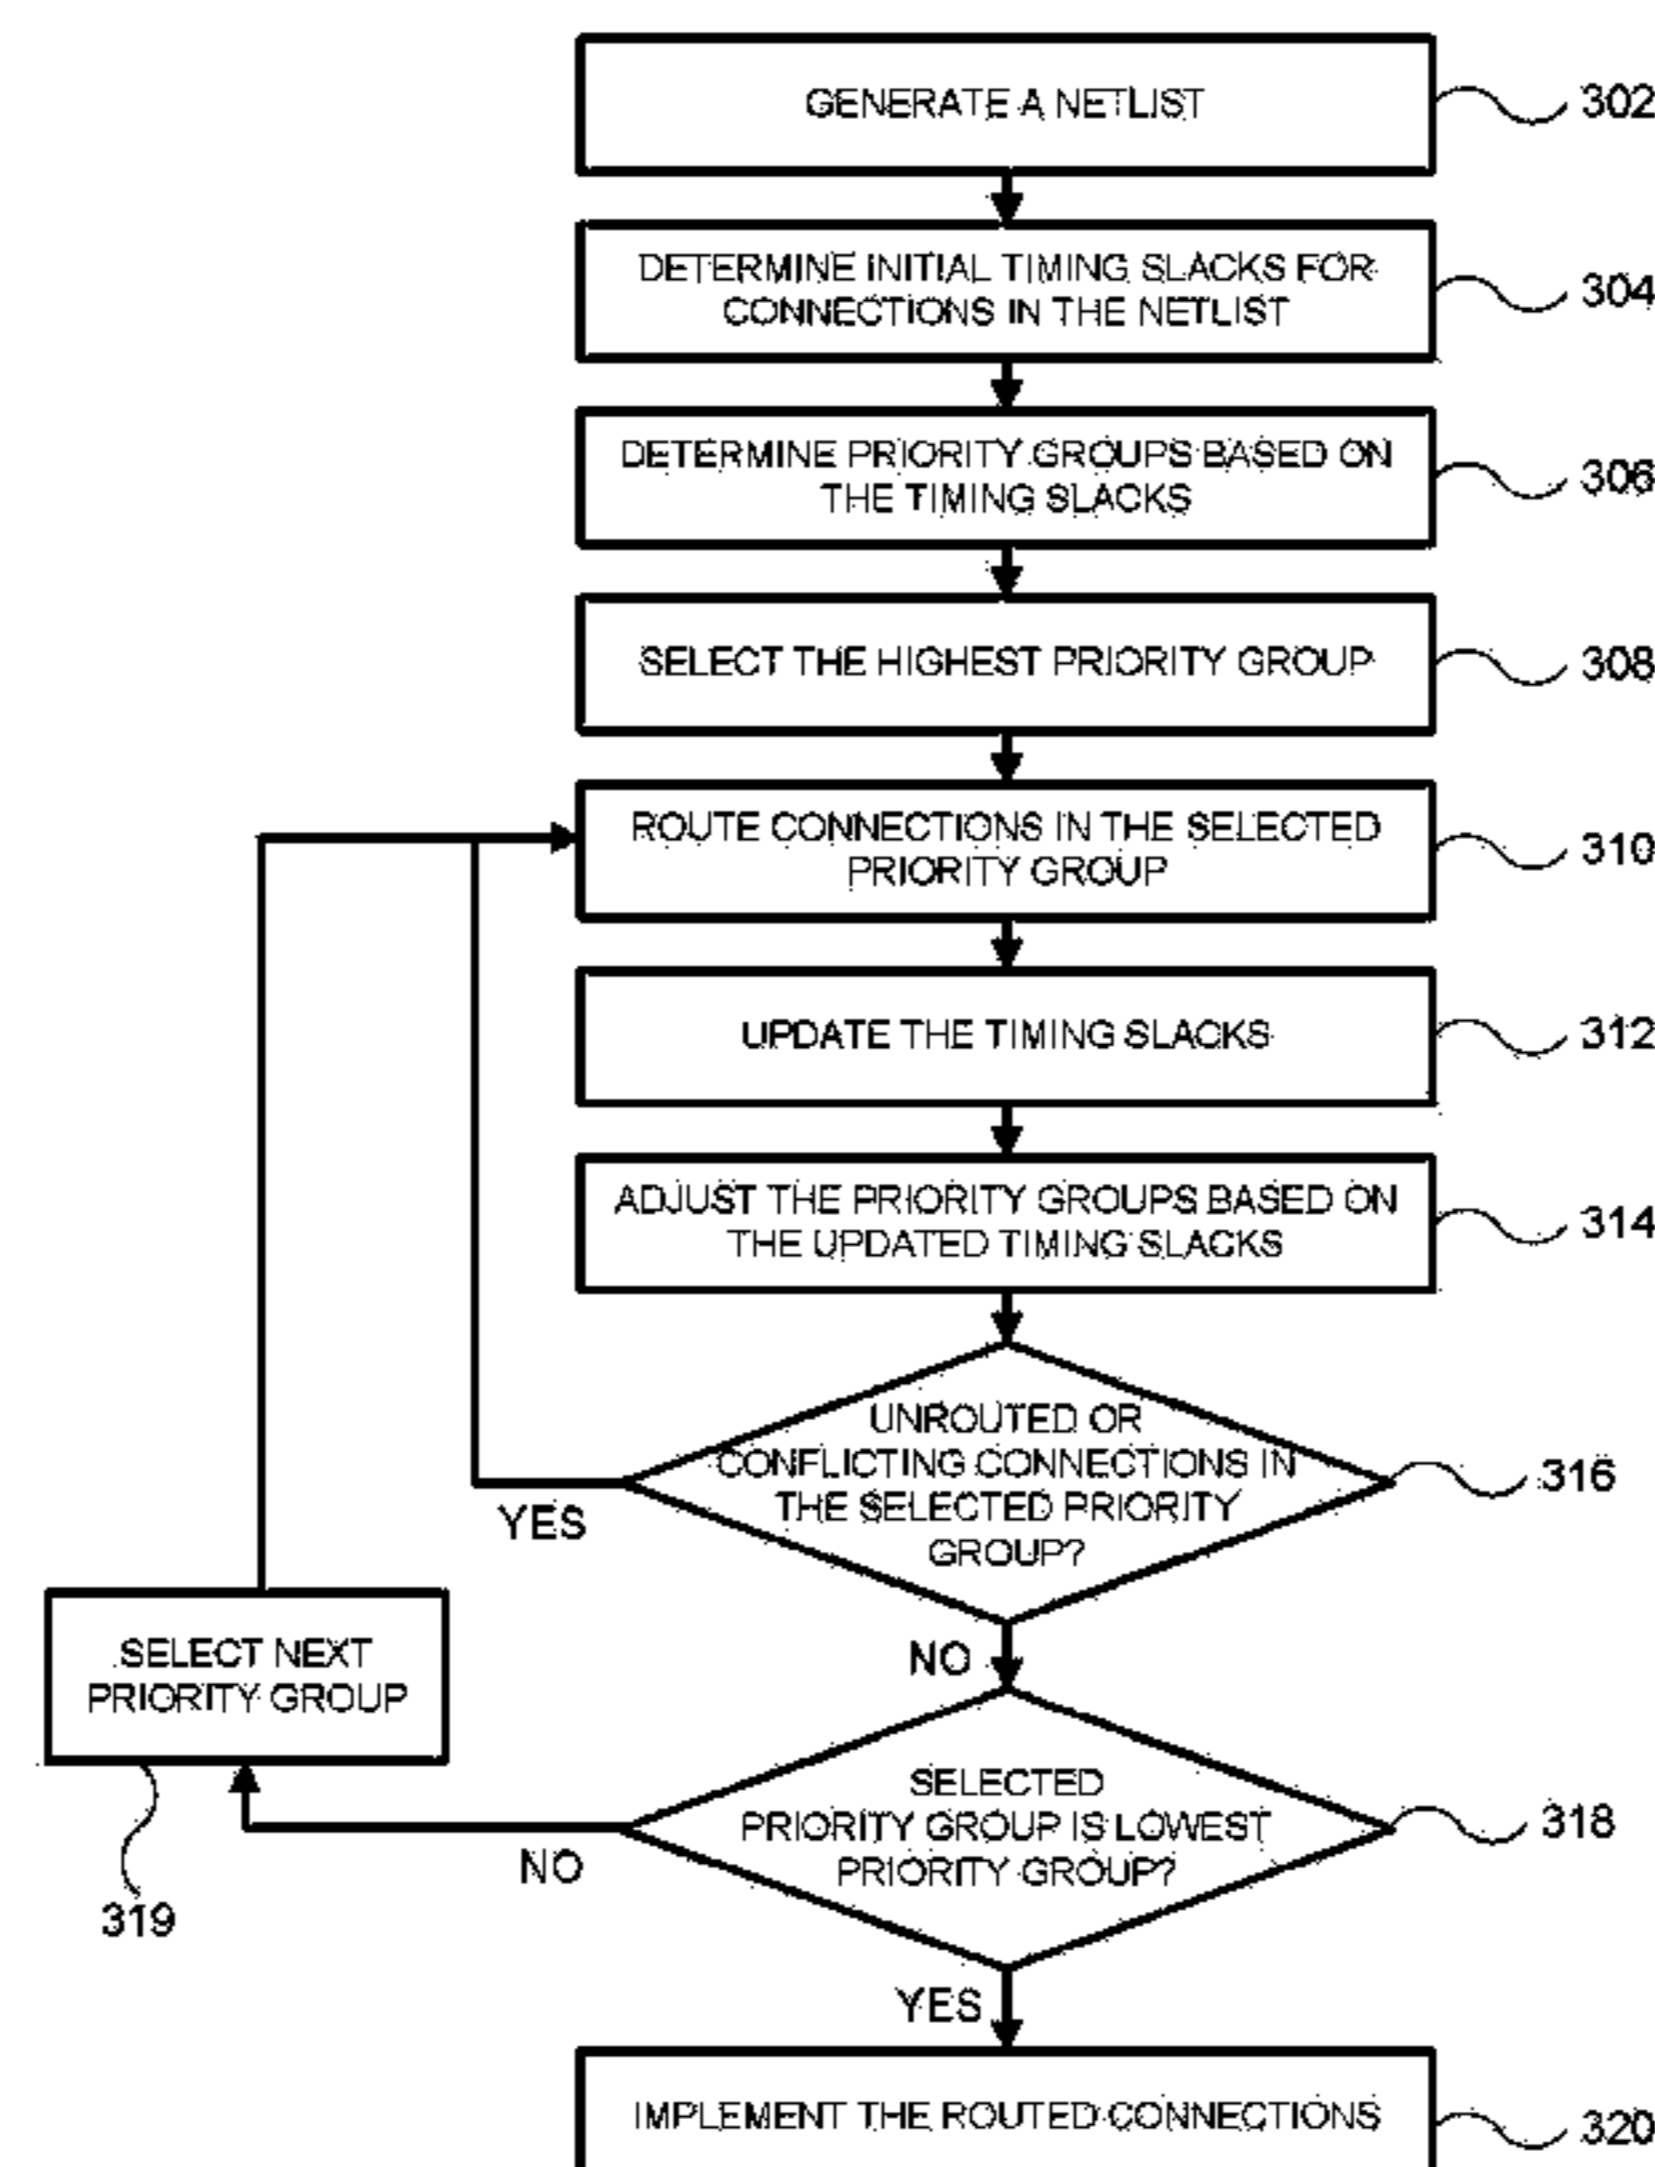 GENERATE A NETLIST
302
DETERMINE INITIAL TIMING SLACKS FOR
CONNECTIONS IN THE NETLIST
304
DETERMINE PRIORITY GROUPS BASED ON
THE TIMING SLACKS
306
SELECT THE HIGHEST PRIORITY GROUP
308
ROUTE CONNECTIONS IN THE SELECTED
PRIORITY GROUP
310
UPDATE THE TIMING SLACKS
312
ADJUST THE PRIORITY GROUPS BASED ON
THE UPDATED TIMING SLACKS
314
UNROUTED OR
CONFLICTING CONNECTIONS IN
THE SELECTED PRIORITY
GROUP?
316
YES
NO
SELECT NEXT
PRIORITY GROUP
319
SELECTED
PRIORITY GROUP IS LOWEST
PRIORITY GROUP?
318
NO
YES
IMPLEMENT THE ROUTED CONNECTIONS
320